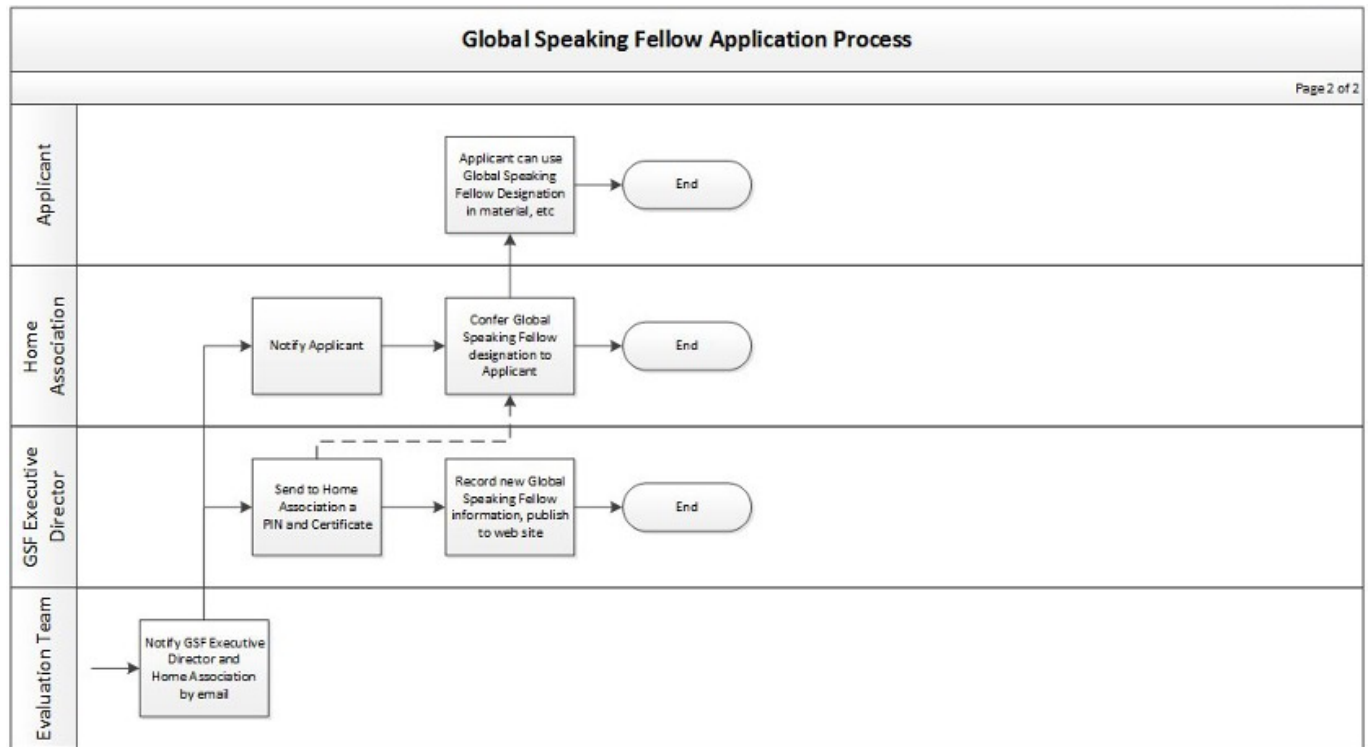 Global Speaking Fellow Application Process
Page 2 of 2
Applicant
Applicant can use
Global Speaking
Fellow Designation
in material, etc
End
Home
Association
Notify Applicant
Confer Global
Speaking Fellow
designation to
Applicant
End
GSF Executive
Director
Send to Home
Association a
PIN and Certificate
Record new Global
Speaking Fellow
information, publish
to web site
End
Evaluation Team
Notify GSF Executive
Director and
Home Association
by email